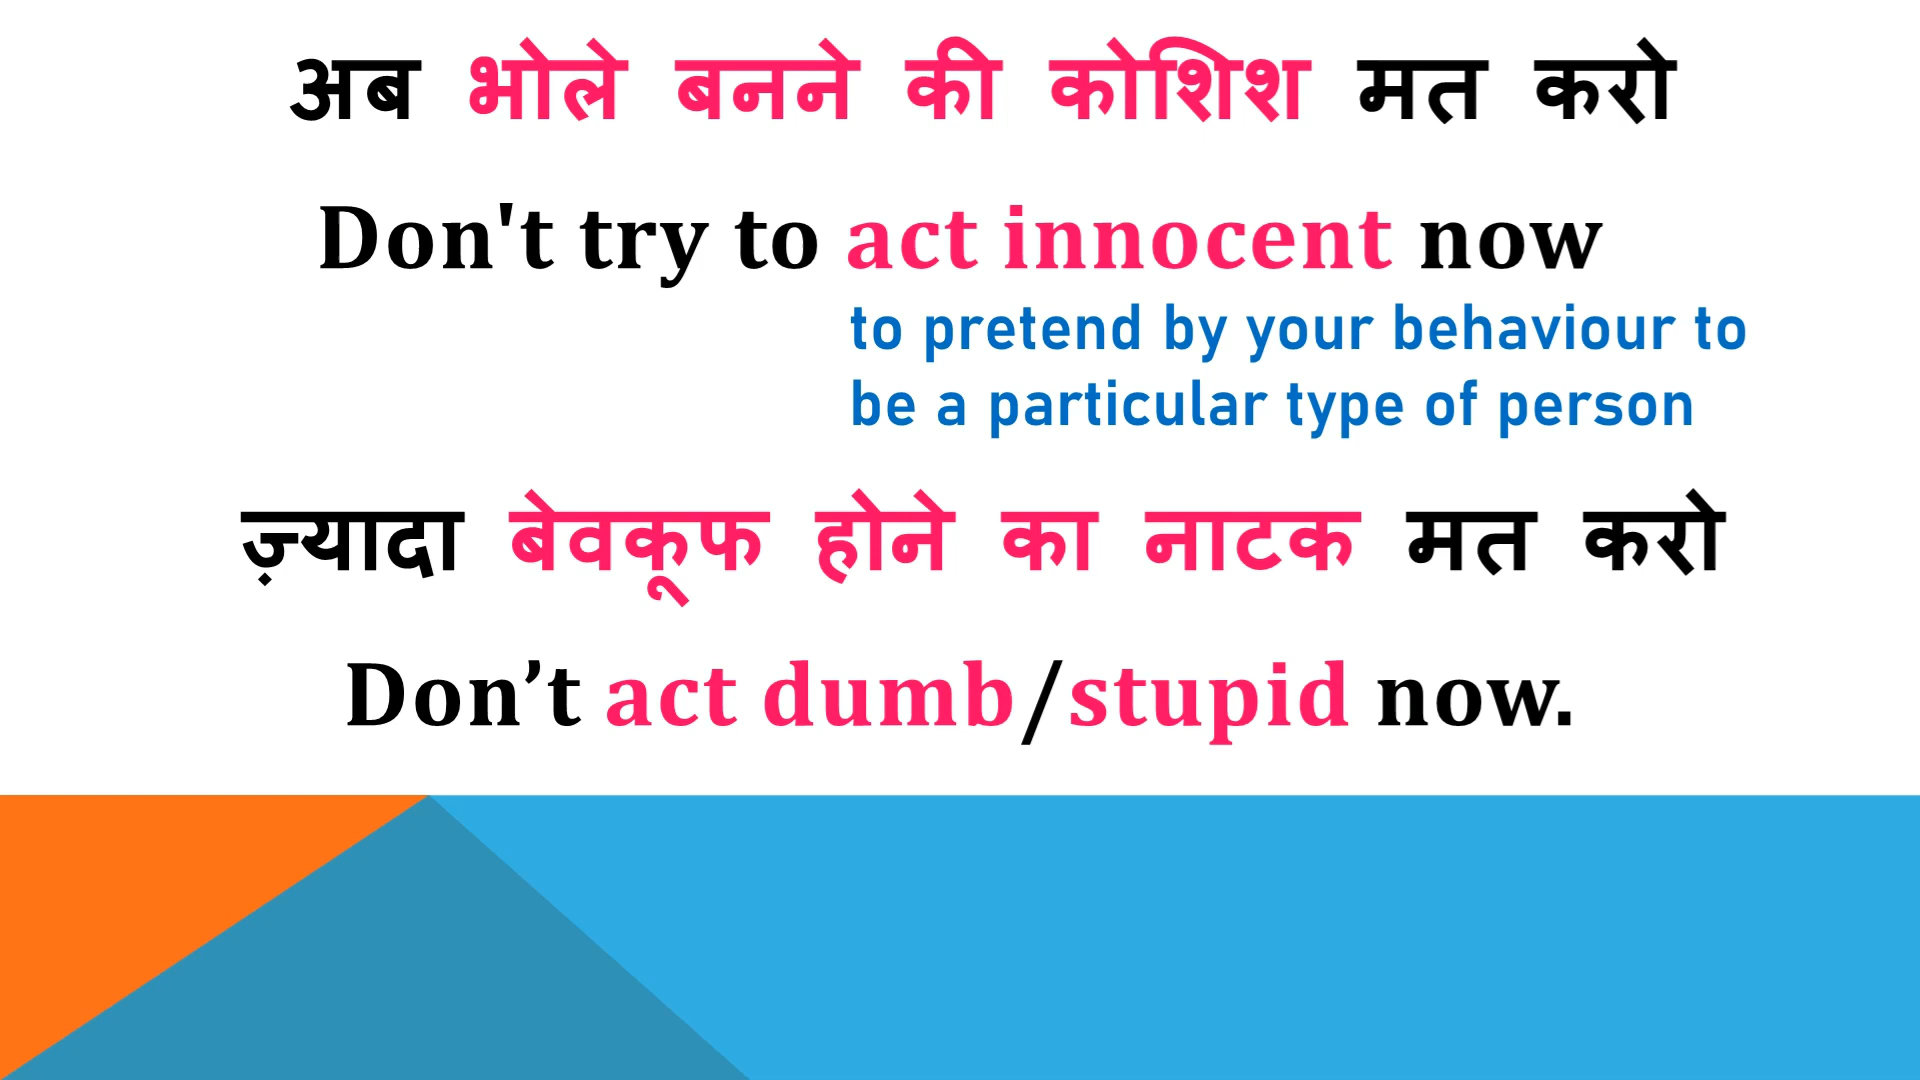 अब भोले बनने की कोशिश मत करो
Don't try to act innocent now
to pretend by your behaviour to
be a particular type of person
ज़्यादा बेवकूफ होने का नाटक मत करो
Don’t act dumb/stupid now.